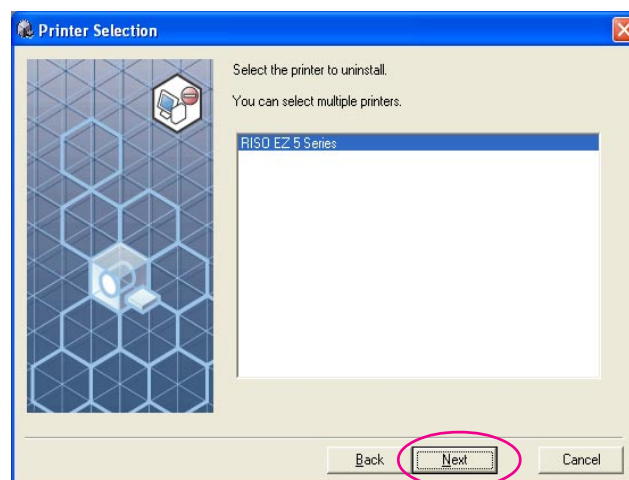 Printer Selection
Select the printer to uninstall.
You can select multiple printers.
RISO EZ 5 Series
Back Next Cancel